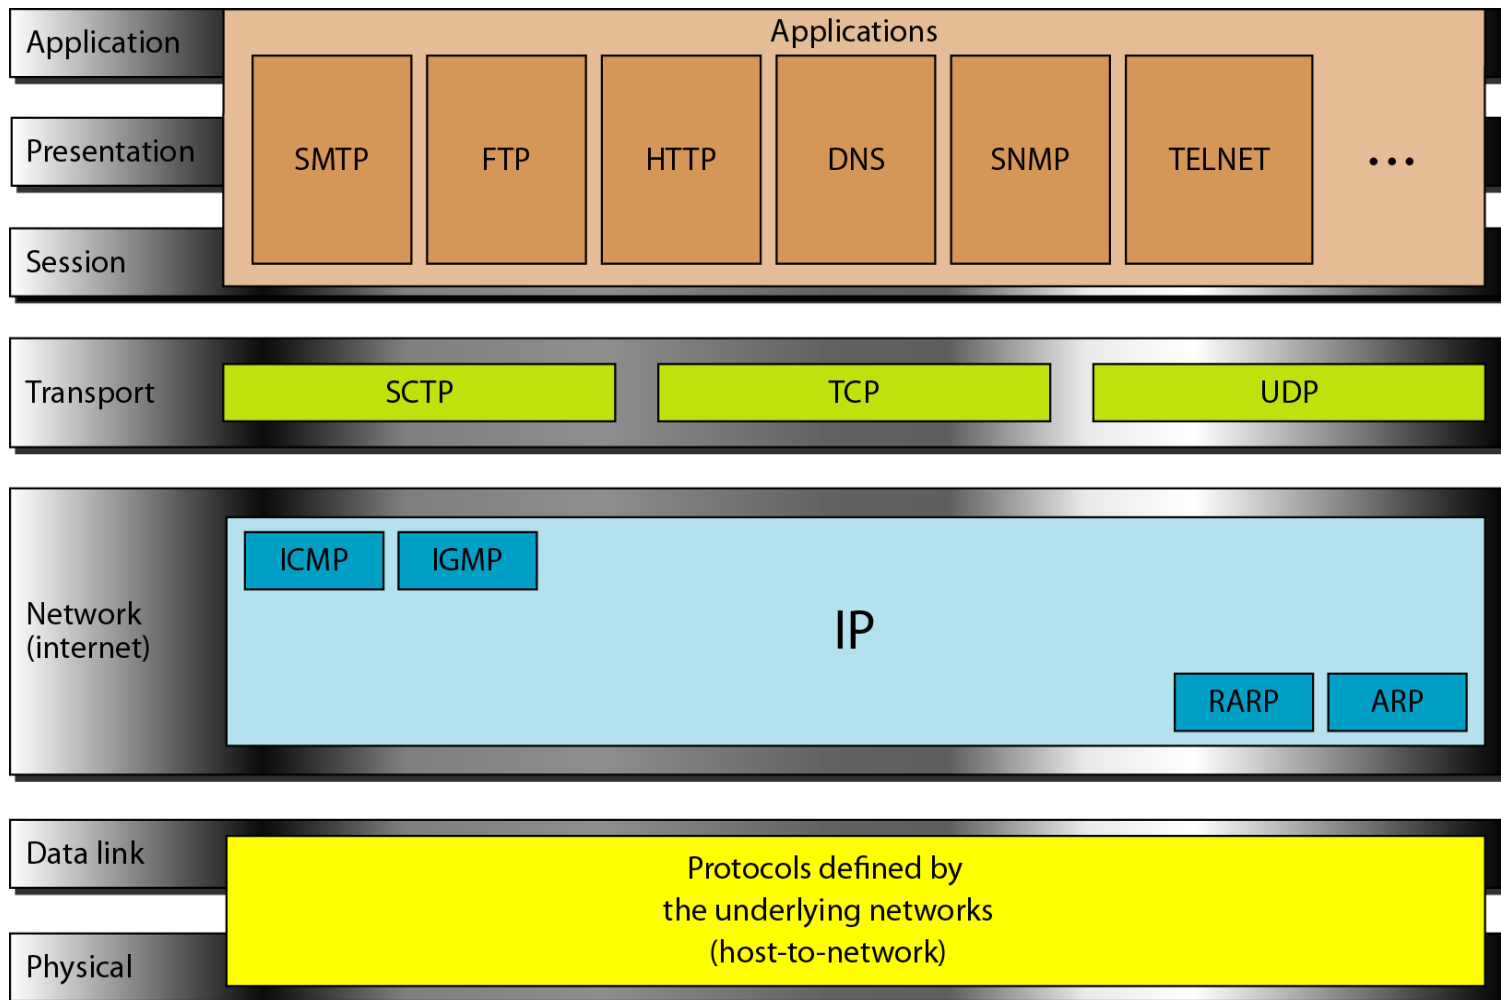 Application
Applications
Presentation
SMTP
FTP
HTTP
DNS
SNMP
TELNET
...
Session
Transport
SCTP
TCP
UDP
Network
(internet)
ICMP
IGMP
IP
RARP
ARP
Data link
Protocols defined by
the underlying networks
(host-to-network)
Physical